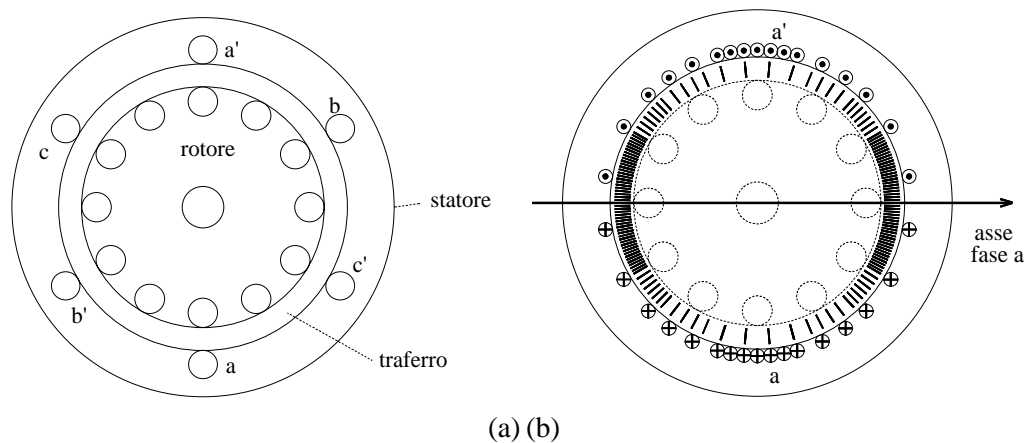 a'
b
c
rotore
statore
c'
b'
traferro
a
a'
asse
fase a
a
(a) (b)